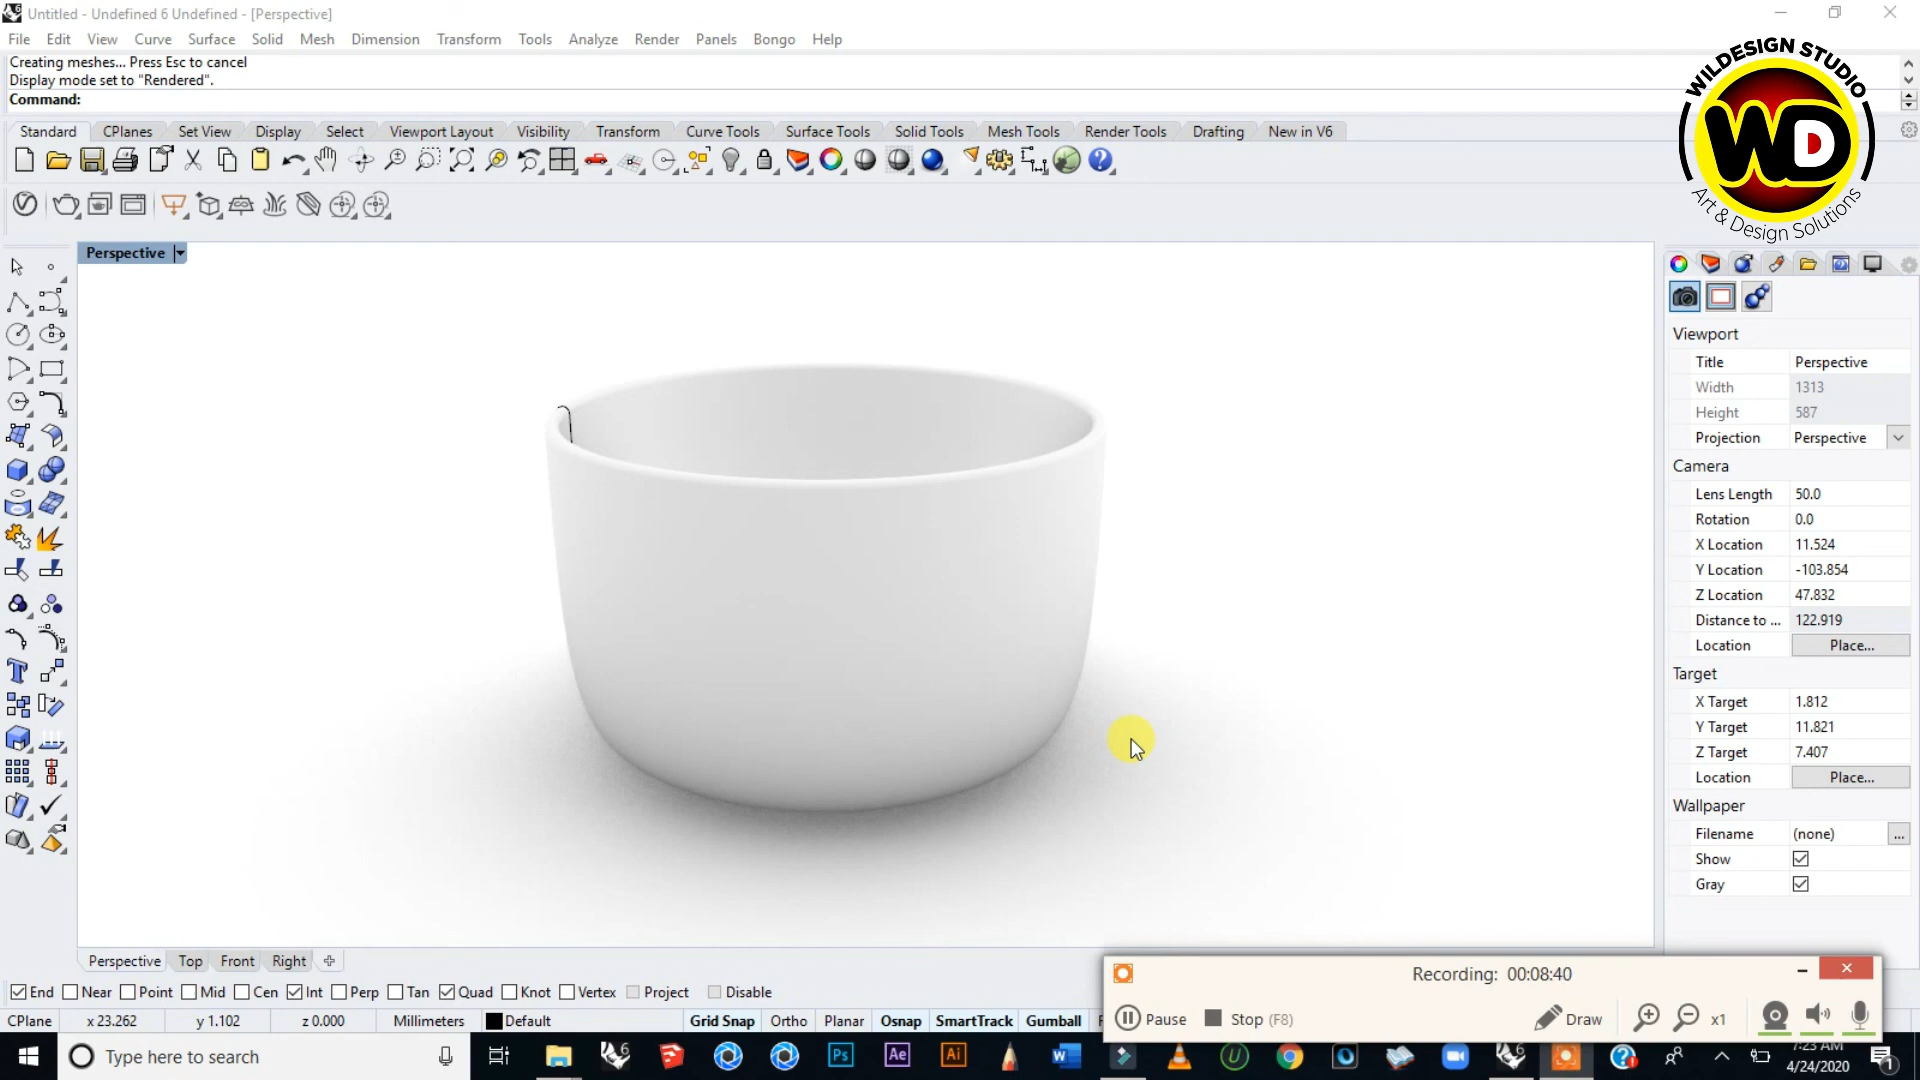 Untitled - Undefined 6 Undefined - [Perspective]
File Edit View Curve Surface Solid Mesh Dimension Transform Tools Analyze Render Panels Bongo Help
Creating meshes... Press Esc to cancel
Display mode set to "Rendered".
Command:
WILDESIGN STUDIO
WD
Art & Design Solutions
Standard CPlanes Set View Display Select Viewport Layout Visibility Transform Curve Tools Surface Tools Solid Tools Mesh Tools Render Tools Drafting New in V6
Perspective
Viewport
Title Perspective
Width 1313
Height 587
Projection Perspective
Camera
Lens Length 50.0
Rotation 0.0
X Location 11.524
Y Location -103.854
Z Location 47.832
Distance to ... 122.919
Location Place...
Target
X Target 1.812
Y Target 11.821
Z Target 7.407
Location Place...
Wallpaper
Filename (none) ...
Show
Gray
Perspective Top Front Right
End Near Point Mid Cen Int Perp Tan Quad Knot Vertex Project Disable
CPlane x 23.262 y 1.102 z 0.000 Millimeters Default Grid Snap Ortho Planar Osnap SmartTrack Gumball
Recording: 00:08:40
Pause Stop (F8) Draw x1
Type here to search
Ps Ae Ai
7:23 AM
4/24/2020
1